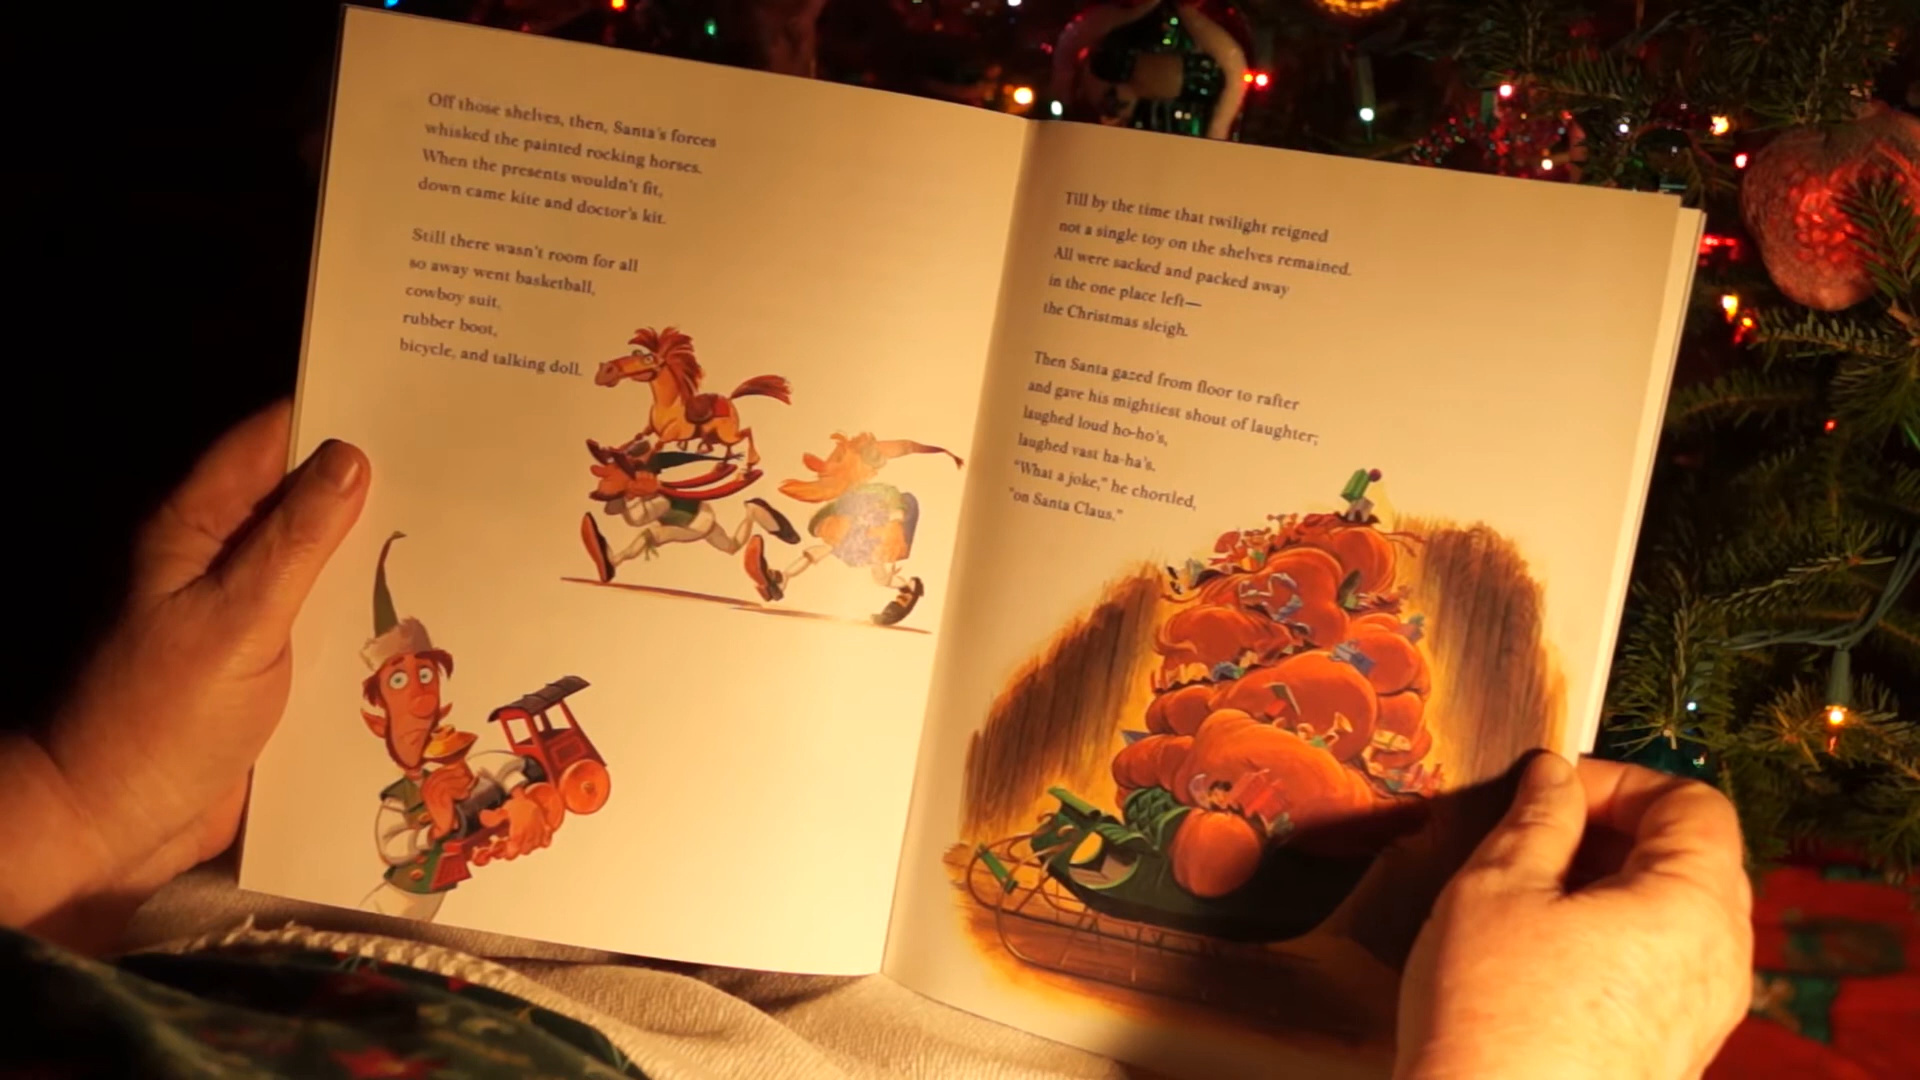 Off those shelves, then, Santa's forces
whisked the painted rocking horses.
When the presents wouldn't fit,
down came kite and doctor's kit.
Still there wasn't room for all
so away went basketball,
cowboy suit,
rubber boot,
bicycle, and talking doll.
Till by the time that twilight reigned
not a single toy on the shelves remained.
All were sacked and packed away
in the one place left—
the Christmas sleigh.
Then Santa gazed from floor to rafter
and gave his mightiest shout of laughter;
laughed loud ho-ho's,
laughed vast ha-ha's.
"What a joke," he chortled,
"on Santa Claus."